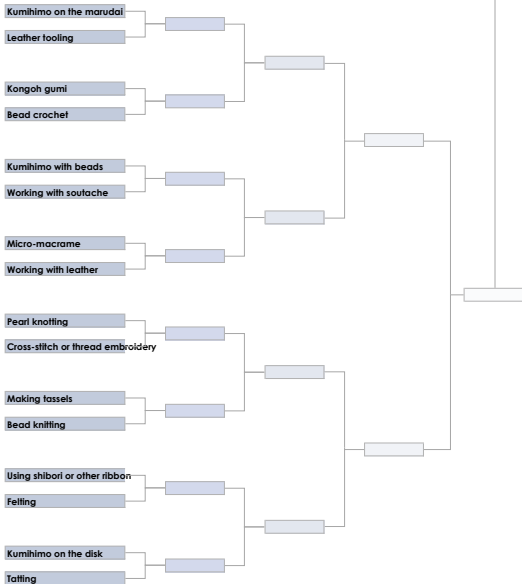 Kumihimo on the marudai
Leather tooling
Kongoh gumi
Bead crochet
Kumihimo with beads
Working with soutache
Micro-macrame
Working with leather
Pearl knotting
Cross-stitch or thread embroidery
Making tassels
Bead knitting
Using shibori or other ribbon
Felting
Kumihimo on the disk
Tatting